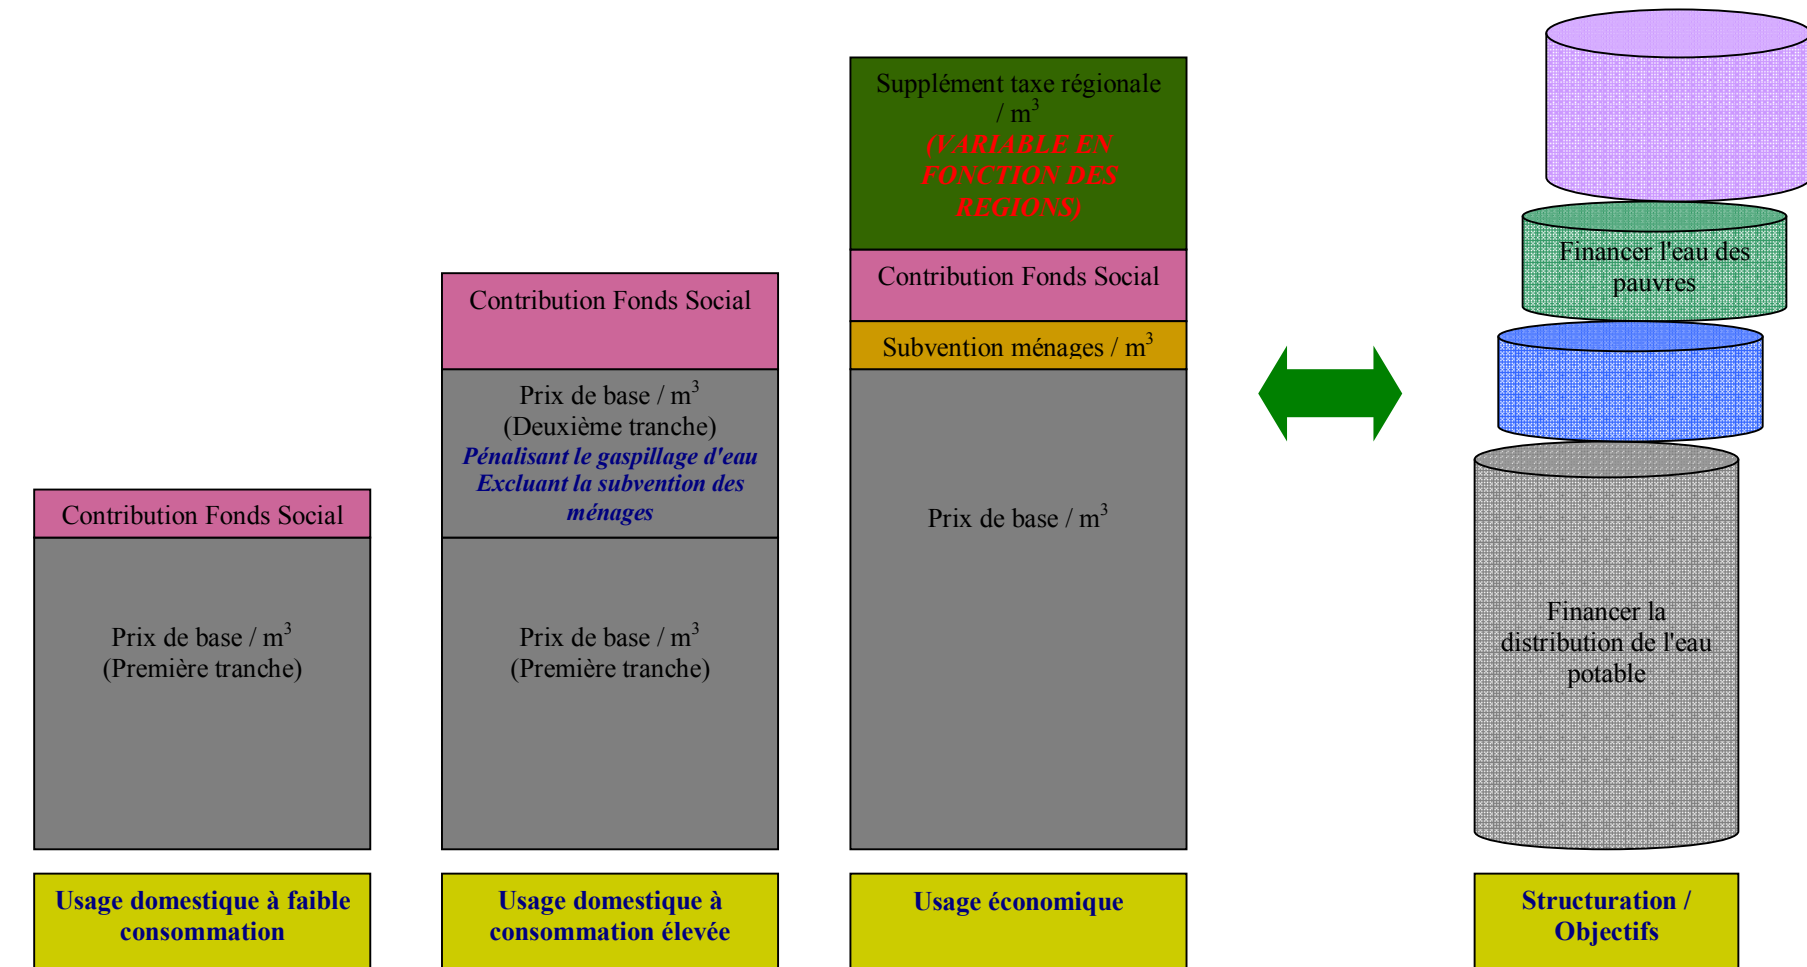 Supplément taxe régionale
/ m³
(VARIABLE EN
FONCTION DES
REGIONS)
Contribution Fonds Social
Subvention ménages / m³
Prix de base / m³
Contribution Fonds Social
Prix de base / m³
(Deuxième tranche)
Pénalisant le gaspillage d'eau
Excluant la subvention des
ménages
Prix de base / m³
(Première tranche)
Contribution Fonds Social
Prix de base / m³
(Première tranche)
Financer l'eau des
pauvres
Financer la
distribution de l'eau
potable
Usage domestique à faible
consommation
Usage domestique à
consommation élevée
Usage économique
Structuration /
Objectifs